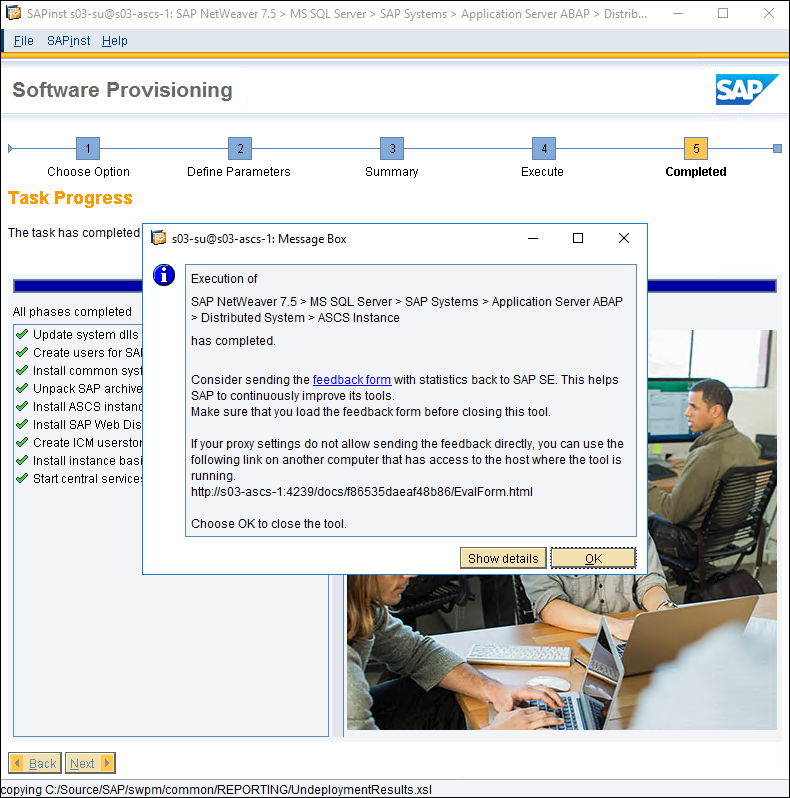 SAPinst s03-su@s03-ascs-1: SAP NetWeaver 7.5 > MS SQL Server > SAP Systems > Application Server ABAP > Distrib...
File SAPinst Help
Software Provisioning
SAP
1 2 3 4 5
Choose Option Define Parameters Summary Execute Completed
Task Progress
The task has completed
s03-su@s03-ascs-1: Message Box
Execution of
SAP NetWeaver 7.5 > MS SQL Server > SAP Systems > Application Server ABAP
> Distributed System > ASCS Instance
has completed.
Consider sending the feedback form with statistics back to SAP SE. This helps
SAP to continuously improve its tools.
Make sure that you load the feedback form before closing this tool.
If your proxy settings do not allow sending the feedback directly, you can use the
following link on another computer that has access to the host where the tool is
running.
http://s03-ascs-1:4239/docs/f86535daeaf48b86/EvalForm.html
Choose OK to close the tool.
Show details OK
All phases completed
Update system dlls
Create users for SA
Install common sys
Unpack SAP archive
Install ASCS instanc
Install SAP Web Dis
Create ICM userstor
Install instance basi
Start central services
Back Next
copying C:/Source/SAP/swpm/common/REPORTING/UndeploymentResults.xsl